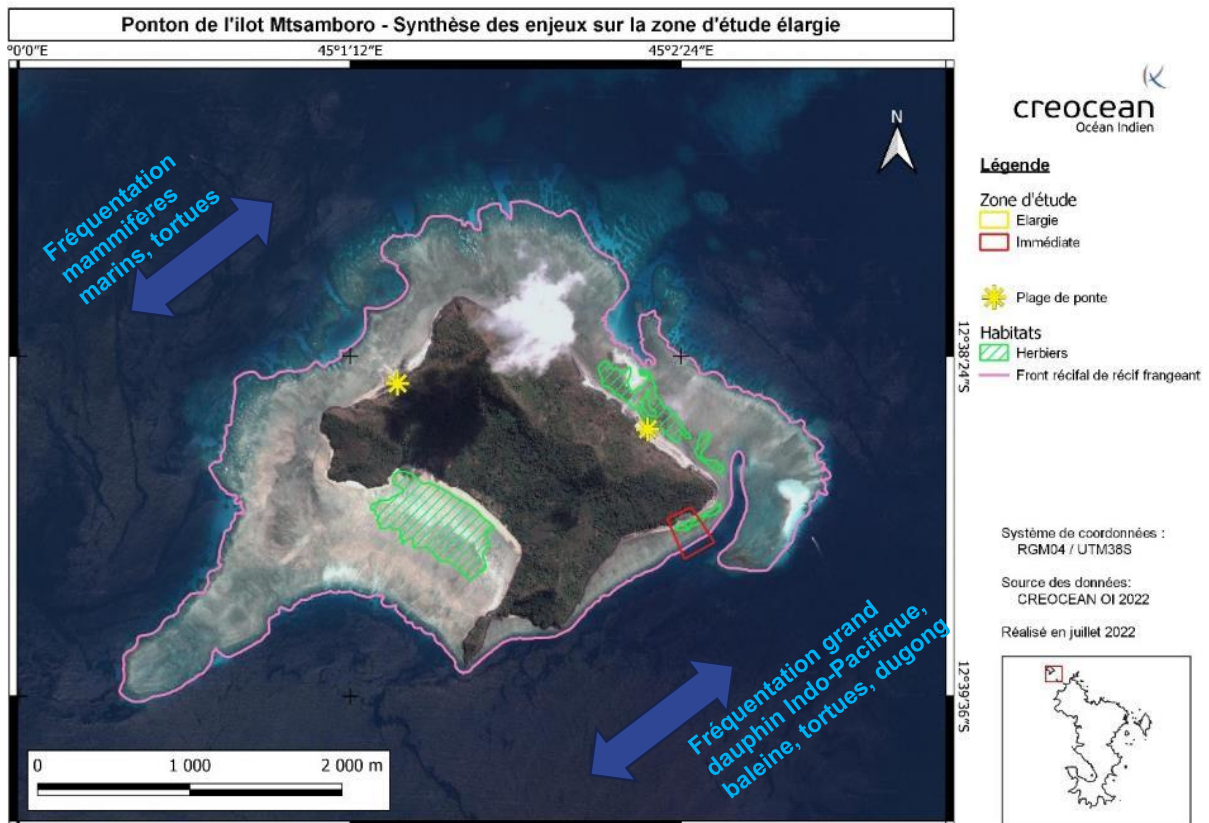 Ponton de l'ilot Mtsamboro - Synthèse des enjeux sur la zone d'étude élargie
°0'0"E
45°1'12"E
45°2'24"E
N
Fréquentation
mammifères
marins, tortues
12°38'24"S
12°39'36"S
Fréquentation grand
dauphin Indo-Pacifique,
baleine, tortues, dugong
0
1 000
2 000 m
creocean
Océan Indien
Légende
Zone d'étude
Elargie
Immédiate
Plage de ponte
Habitats
Herbiers
Front récifal de récif frangeant
Système de coordonnées :
RGM04 / UTM38S
Source des données:
CREOCEAN OI 2022
Réalisé en juillet 2022